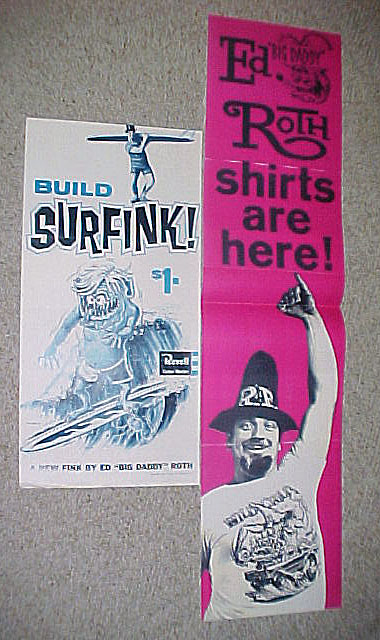 BUILD
SURFINK!
$1.
Revell
A NEW FINK BY ED "BIG DADDY" ROTH
Ed. "BIG DADDY"
ROTH
shirts
are
here!